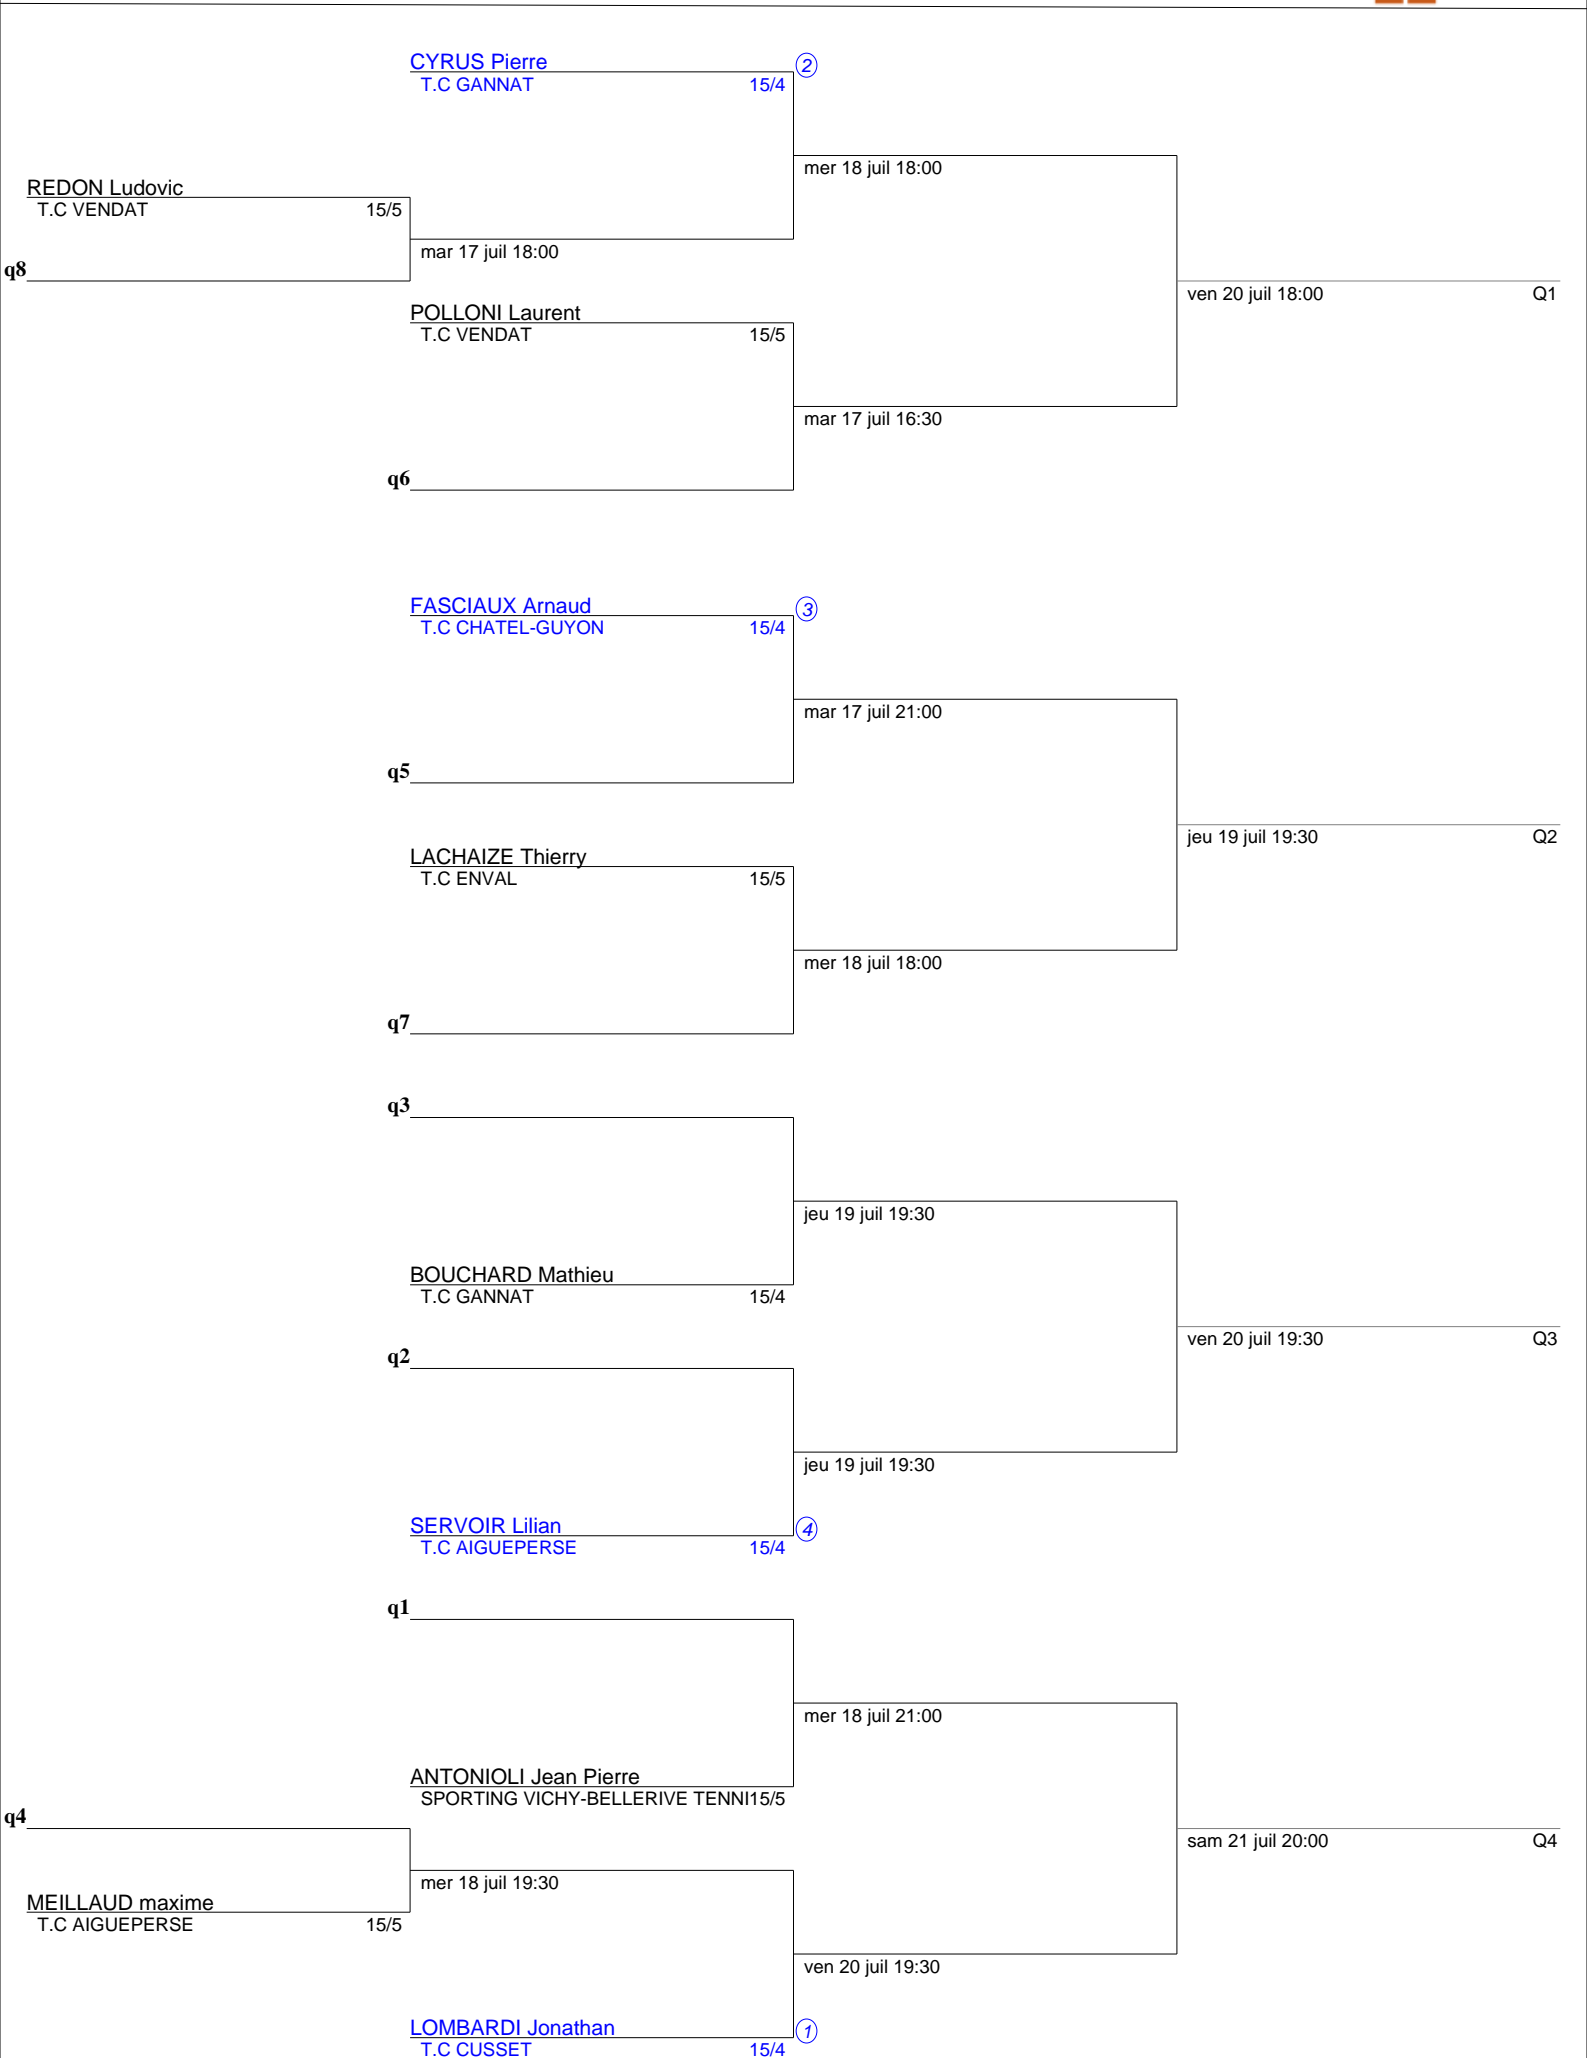 CYRUS Pierre 2
T.C GANNAT 15/4
mer 18 juil 18:00
REDON Ludovic
T.C VENDAT 15/5
mar 17 juil 18:00
q8
ven 20 juil 18:00 Q1
POLLONI Laurent
T.C VENDAT 15/5
mar 17 juil 16:30
q6
FASCIAUX Arnaud 3
T.C CHATEL-GUYON 15/4
mar 17 juil 21:00
q5
jeu 19 juil 19:30 Q2
LACHAIZE Thierry
T.C ENVAL 15/5
mer 18 juil 18:00
q7
q3
jeu 19 juil 19:30
BOUCHARD Mathieu
T.C GANNAT 15/4
ven 20 juil 19:30 Q3
q2
jeu 19 juil 19:30
SERVOIR Lilian 4
T.C AIGUEPERSE 15/4
q1
mer 18 juil 21:00
ANTONIOLI Jean Pierre
SPORTING VICHY-BELLERIVE TENNI15/5
q4
sam 21 juil 20:00 Q4
mer 18 juil 19:30
MEILLAUD maxime
T.C AIGUEPERSE 15/5
ven 20 juil 19:30
LOMBARDI Jonathan 1
T.C CUSSET 15/4